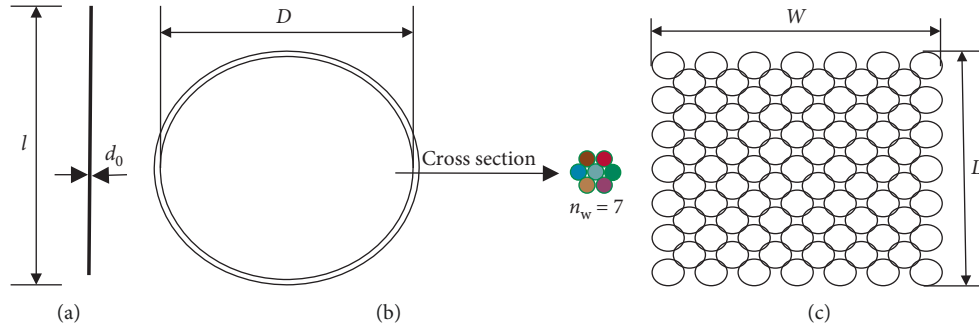 l
d0
(a)
D
(b)
Cross section
nw = 7
W
L
(c)